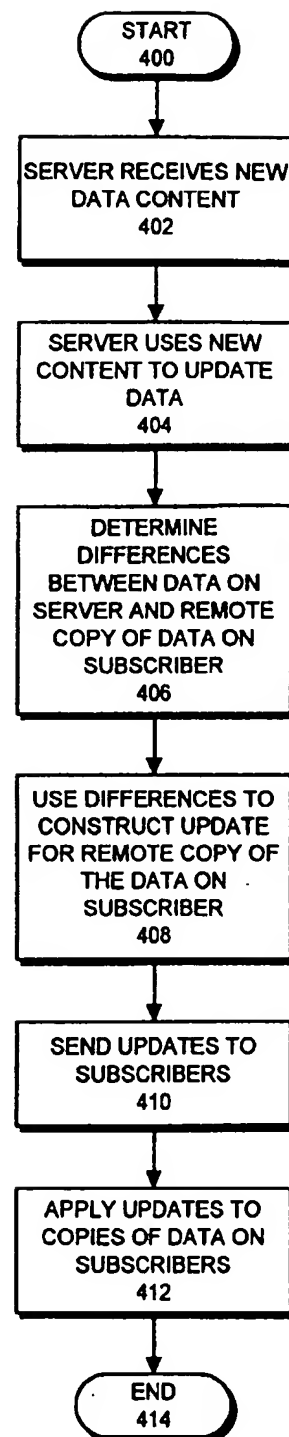 START
400
SERVER RECEIVES NEW
DATA CONTENT
402
SERVER USES NEW
CONTENT TO UPDATE
DATA
404
DETERMINE
DIFFERENCES
BETWEEN DATA ON
SERVER AND REMOTE
COPY OF DATA ON
SUBSCRIBER
406
USE DIFFERENCES TO
CONSTRUCT UPDATE
FOR REMOTE COPY OF
THE DATA ON
SUBSCRIBER
408
SEND UPDATES TO
SUBSCRIBERS
410
APPLY UPDATES TO
COPIES OF DATA ON
SUBSCRIBERS
412
END
414